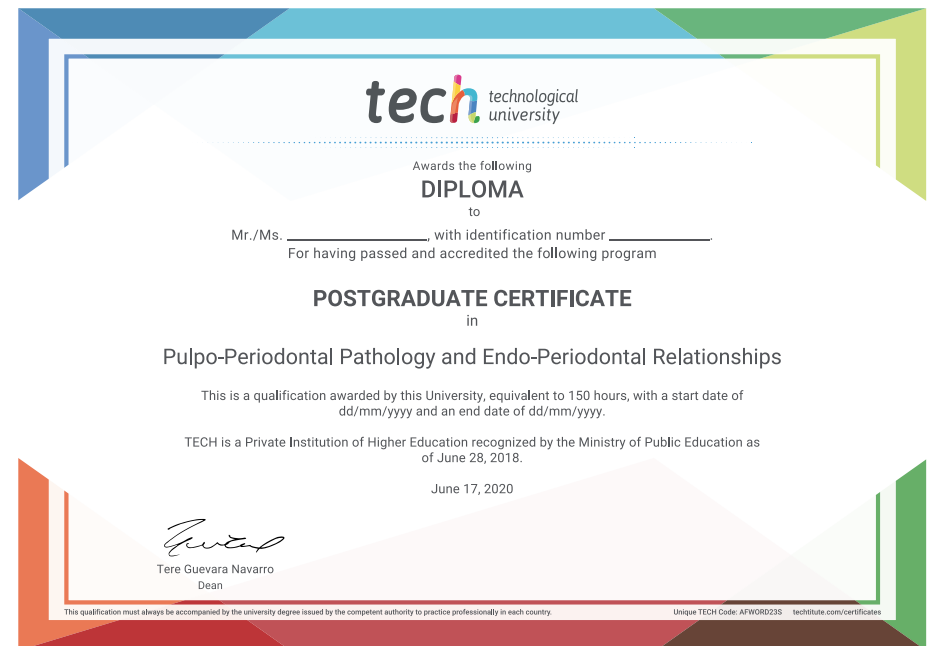 tech technological
university
Awards the following
DIPLOMA
to
Mr./Ms. ____________________, with identification number ______________.
For having passed and accredited the following program
POSTGRADUATE CERTIFICATE
in
Pulpo-Periodontal Pathology and Endo-Periodontal Relationships
This is a qualification awarded by this University, equivalent to 150 hours, with a start date of
dd/mm/yyyy and an end date of dd/mm/yyyy.
TECH is a Private Institution of Higher Education recognized by the Ministry of Public Education as
of June 28, 2018.
June 17, 2020
Tere Guevara Navarro
Dean
This qualification must always be accompanied by the university degree issued by the competent authority to practice professionally in each country.
Unique TECH Code: AFWORD23S techtitute.com/certificates